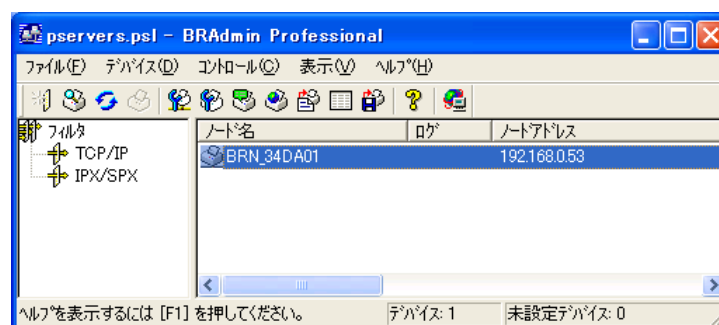 pservers.psl - BRAdmin Professional
ファイル(F) デバイス(D) コントロール(C) 表示(V) ヘルプ(H)
フィルタ ノード名 ログ ノードアドレス
TCP/IP BRN_34DA01 192.168.0.53
IPX/SPX
ヘルプを表示するには [F1] を押してください。 デバイス: 1 未設定デバイス: 0